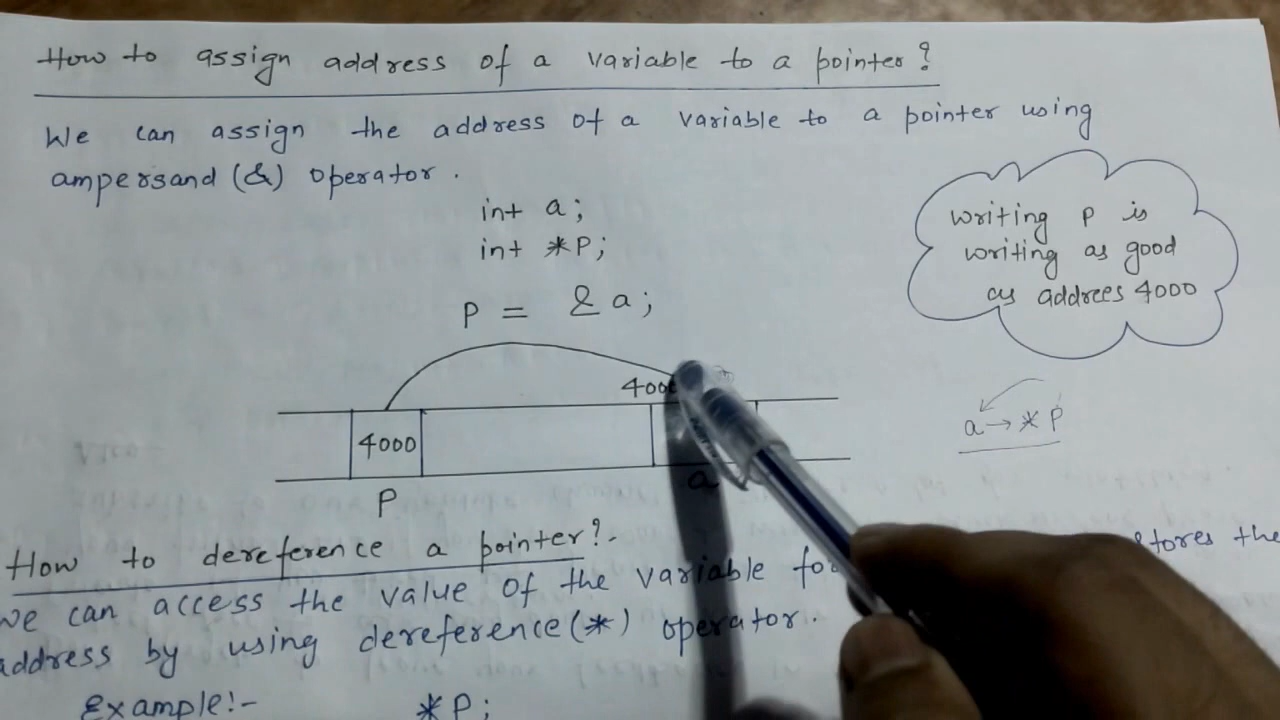 How to assign address of a variable to a pointer?
We can assign the address of a variable to a pointer using
ampersand (&) operator.
int a;
int *P;
P = &a;
writing P is
writing as good
as addrees 4000
400
4000
a → *P
a
P
How to dereference a pointer?-
we can access the value of the variable stores the
address by using dereference(*) operator.
Example:- *P;